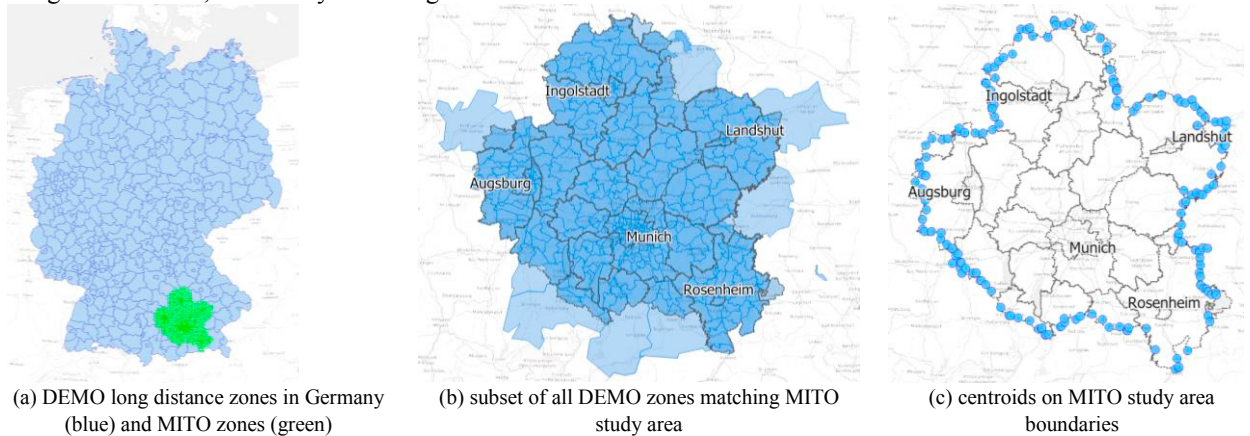 Ingolstadt
Landshut
Augsburg
Munich
Rosenheim
Ingolstadt
Landshut
Augsburg
Munich
Rosenheim
(a) DEMO long distance zones in Germany
(blue) and MITO zones (green)
(b) subset of all DEMO zones matching MITO
study area
(c) centroids on MITO study area
boundaries